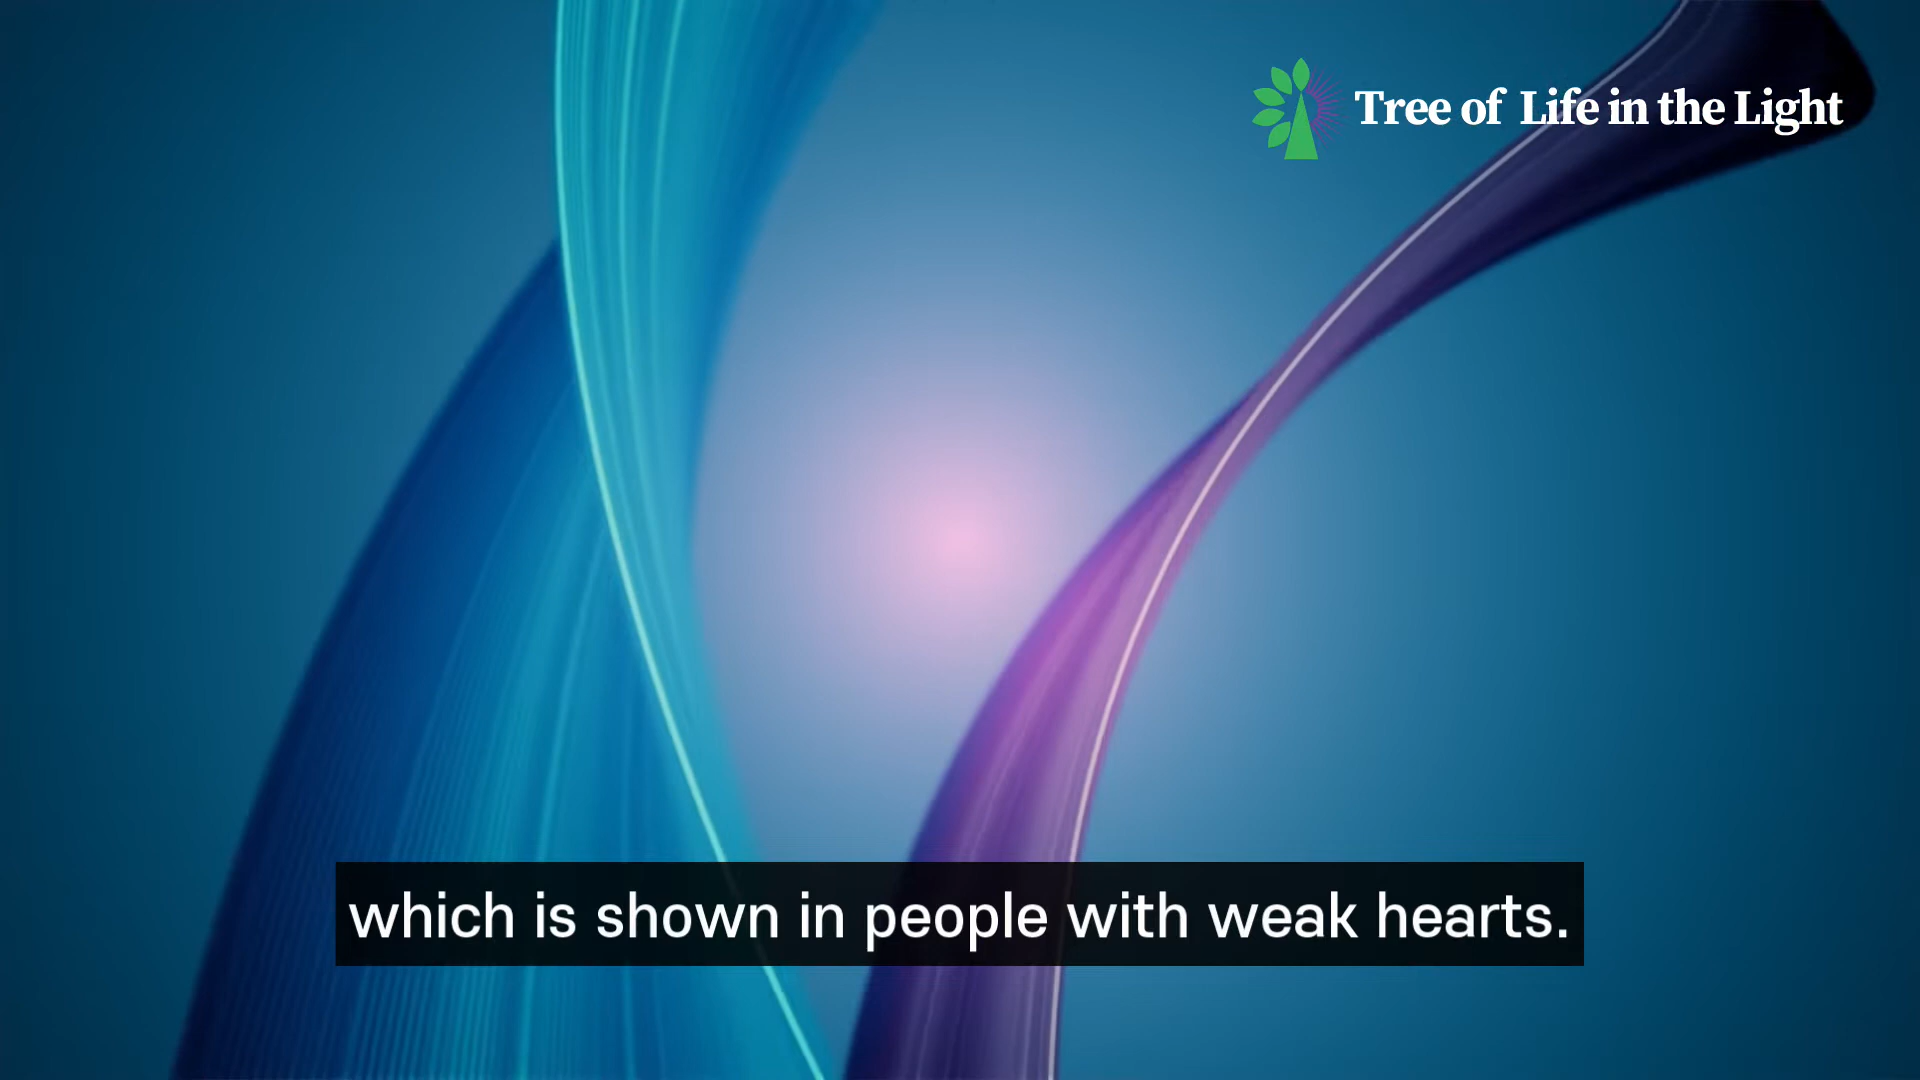 Tree of Life in the Light
which is shown in people with weak hearts.